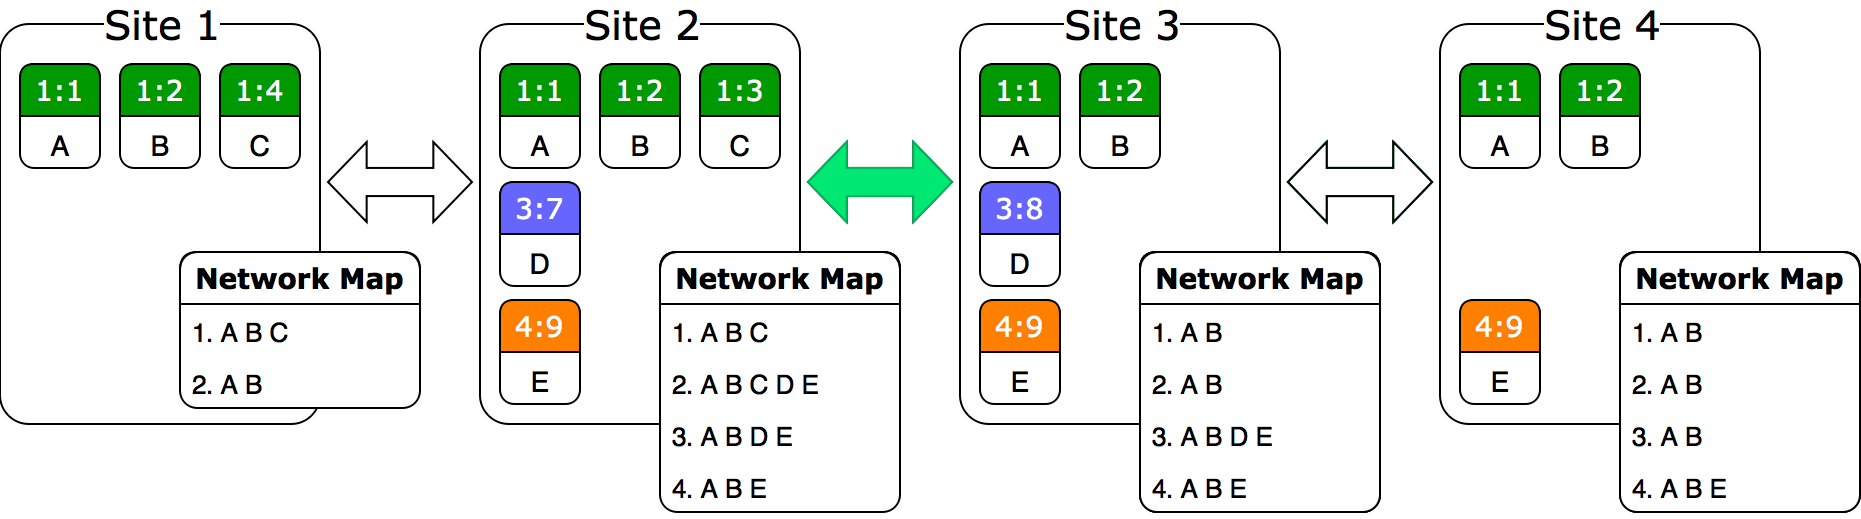 Site 1
1:1 1:2 1:4
A B C
Network Map
1. A B C
2. A B
Site 2
1:1 1:2 1:3
A B C
3:7
D
4:9
E
Network Map
1. A B C
2. A B C D E
3. A B D E
4. A B E
Site 3
1:1 1:2
A B
3:8
D
4:9
E
Network Map
1. A B
2. A B
3. A B D E
4. A B E
Site 4
1:1 1:2
A B
4:9
E
Network Map
1. A B
2. A B
3. A B
4. A B E